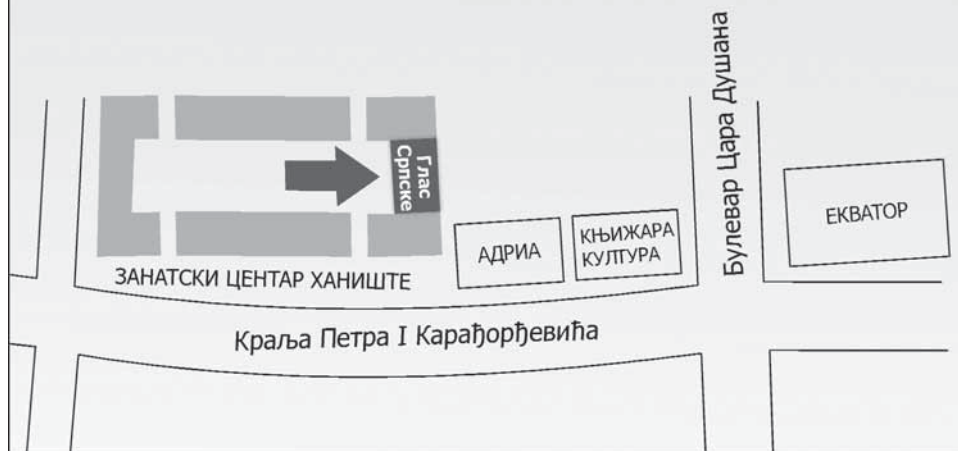 Булевар Цара Душана
Глас
Српске
ЕКВАТОР
АДРИА
КЊИЖАРА
КУЛТУРА
ЗАНАТСКИ ЦЕНТАР ХАНИШТЕ
Краља Петра I Карађорђевића